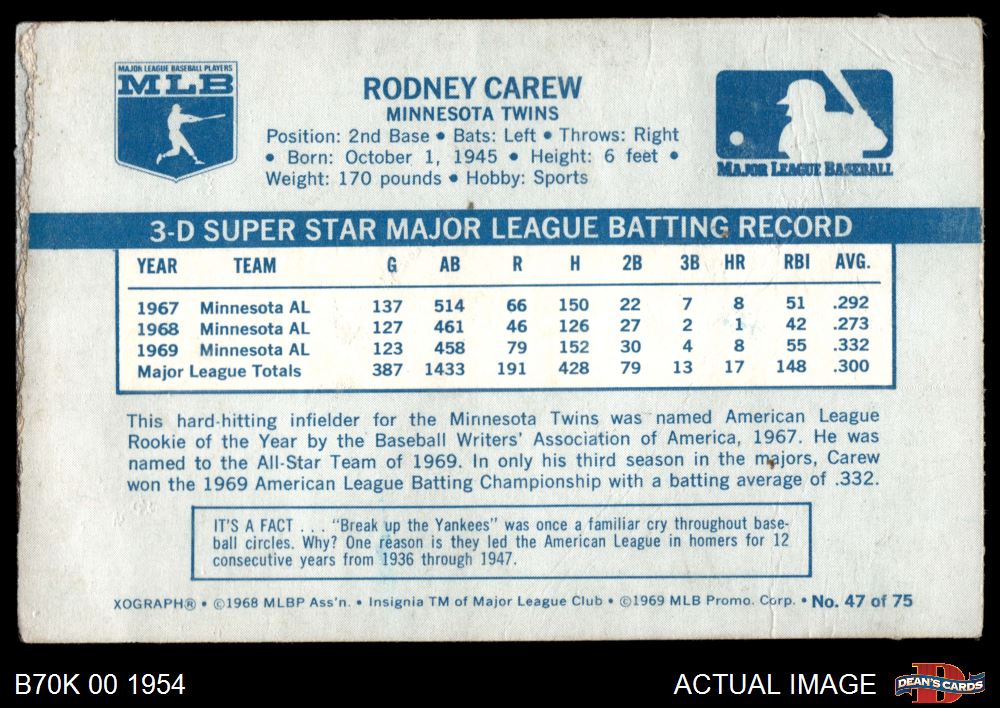 MAJOR LEAGUE BASEBALL PLAYERS
MLB
RODNEY CAREW
MINNESOTA TWINS
Position: 2nd Base • Bats: Left • Throws: Right
• Born: October 1, 1945 • Height: 6 feet •
Weight: 170 pounds • Hobby: Sports
MAJOR LEAGUE BASEBALL
3-D SUPER STAR MAJOR LEAGUE BATTING RECORD
YEAR TEAM G AB R H 2B 3B HR RBI AVG.
1967 Minnesota AL 137 514 66 150 22 7 8 51 .292
1968 Minnesota AL 127 461 46 126 27 2 1 42 .273
1969 Minnesota AL 123 458 79 152 30 4 8 55 .332
Major League Totals 387 1433 191 428 79 13 17 148 .300
This hard-hitting infielder for the Minnesota Twins was named American League
Rookie of the Year by the Baseball Writers' Association of America, 1967. He was
named to the All-Star Team of 1969. In only his third season in the majors, Carew
won the 1969 American League Batting Championship with a batting average of .332.
IT'S A FACT . . . "Break up the Yankees" was once a familiar cry throughout base-
ball circles. Why? One reason is they led the American League in homers for 12
consecutive years from 1936 through 1947.
XOGRAPH® • ©1968 MLBP Ass'n. • Insignia TM of Major League Club • ©1969 MLB Promo. Corp. • No. 47 of 75
B70K 00 1954
ACTUAL IMAGE
DEAN'S CARDS